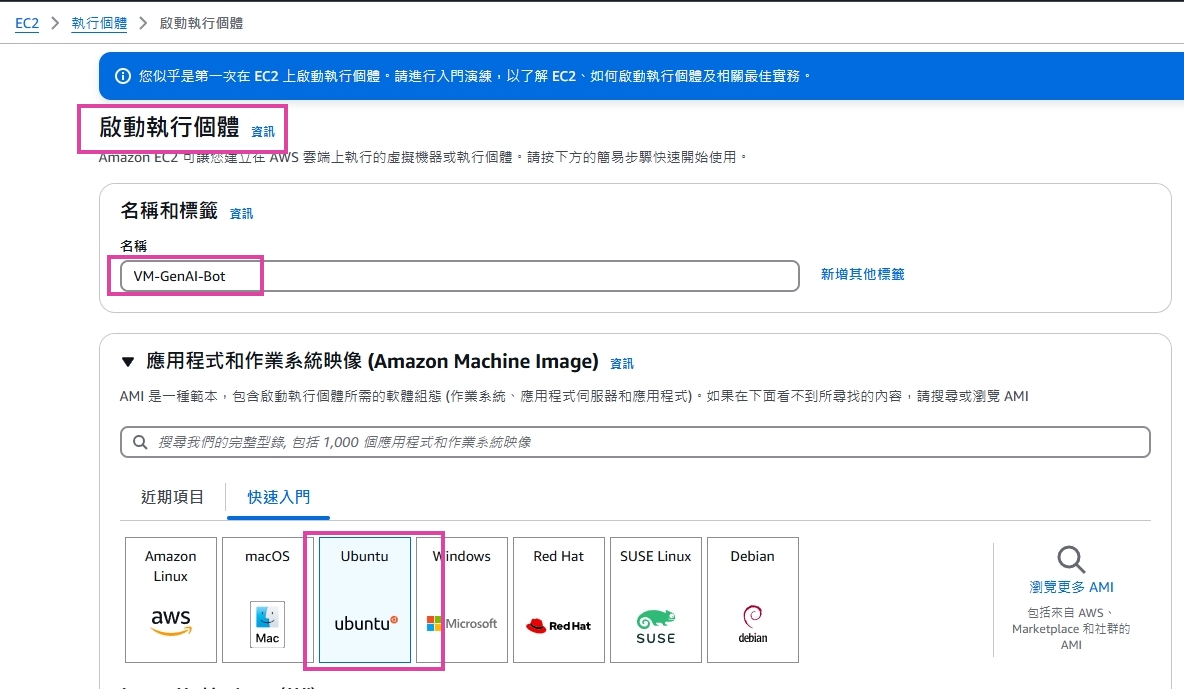 EC2 > 執行個體 > 啟動執行個體
您似乎是第一次在 EC2 上啟動執行個體。請進行入門演練，以了解 EC2、如何啟動執行個體及相關最佳實務。
啟動執行個體 資訊
Amazon EC2 可讓您建立在 AWS 雲端上執行的虛擬機器或執行個體。請按下方的簡易步驟快速開始使用。
名稱和標籤 資訊
名稱
VM-GenAI-Bot
新增其他標籤
應用程式和作業系統映像 (Amazon Machine Image) 資訊
AMI 是一種範本，包含啟動執行個體所需的軟體組態 (作業系統、應用程式伺服器和應用程式)。如果在下面看不到所尋找的內容，請搜尋或瀏覽 AMI
搜尋我們的完整型錄, 包括 1,000 個應用程式和作業系統映像
近期項目
快速入門
Amazon
Linux
aws
macOS
Mac
Ubuntu
ubuntu
Windows
Microsoft
Red Hat
Red Hat
SUSE Linux
SUSE
Debian
debian
瀏覽更多 AMI
包括來自 AWS、
Marketplace 和社群的
AMI